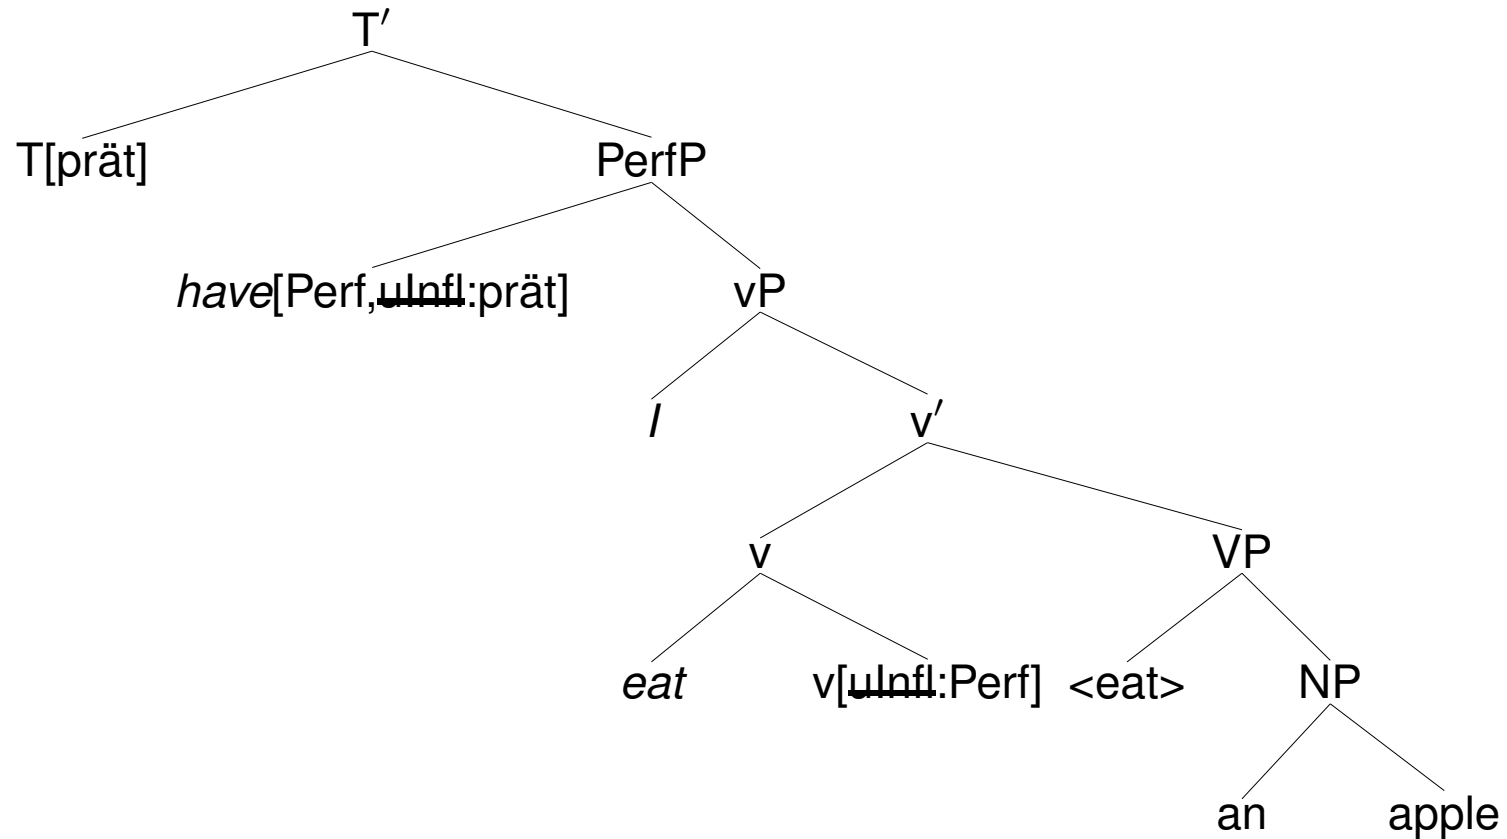 T′
T[prät] PerfP
have[Perf,uInfl:prät] vP
I v′
v VP
eat v[uInfl:Perf] <eat> NP
an apple